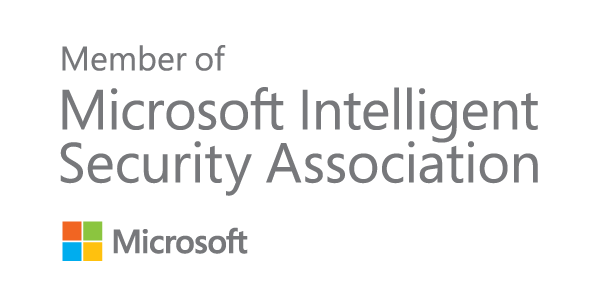 Member of
Microsoft Intelligent
Security Association
Microsoft